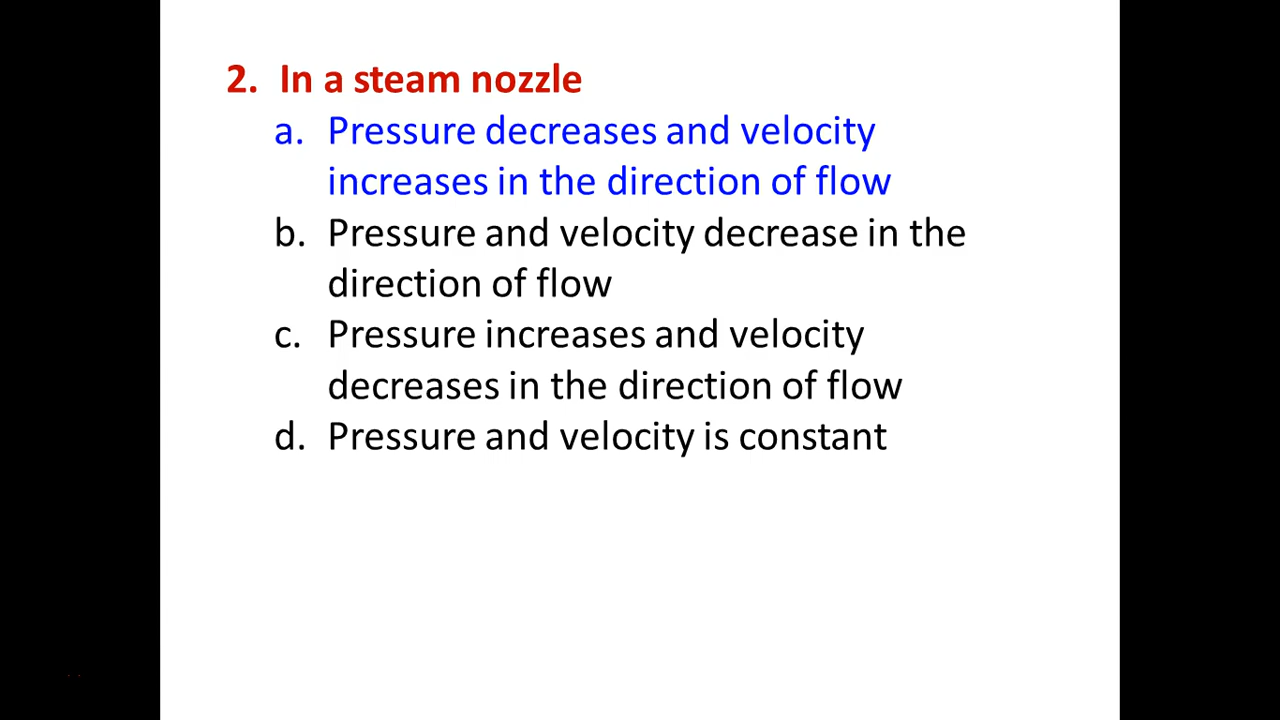 2. In a steam nozzle
a. Pressure decreases and velocity
increases in the direction of flow
b. Pressure and velocity decrease in the
direction of flow
c. Pressure increases and velocity
decreases in the direction of flow
d. Pressure and velocity is constant